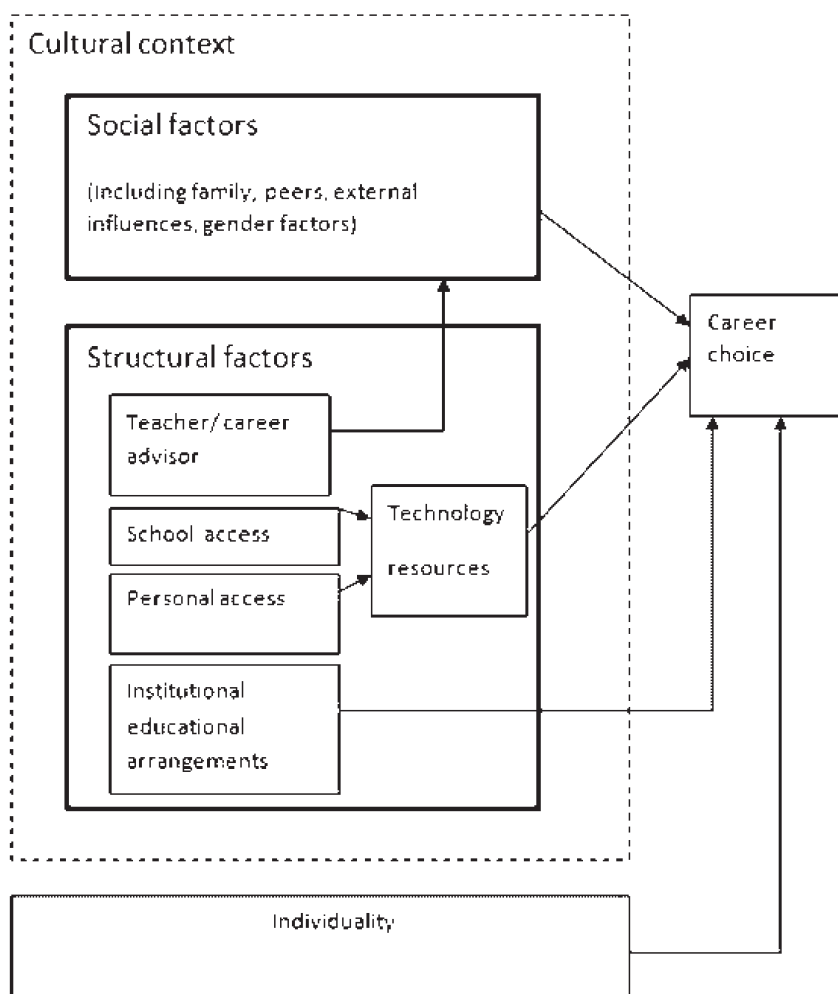 Cultural context
Social factors
(Including family, peers, external
influences, gender factors)
Career
choice
Structural factors
Teacher/ career
advisor
Technology
resources
School access
Personal access
Institutional
educational
arrangements
Individuality